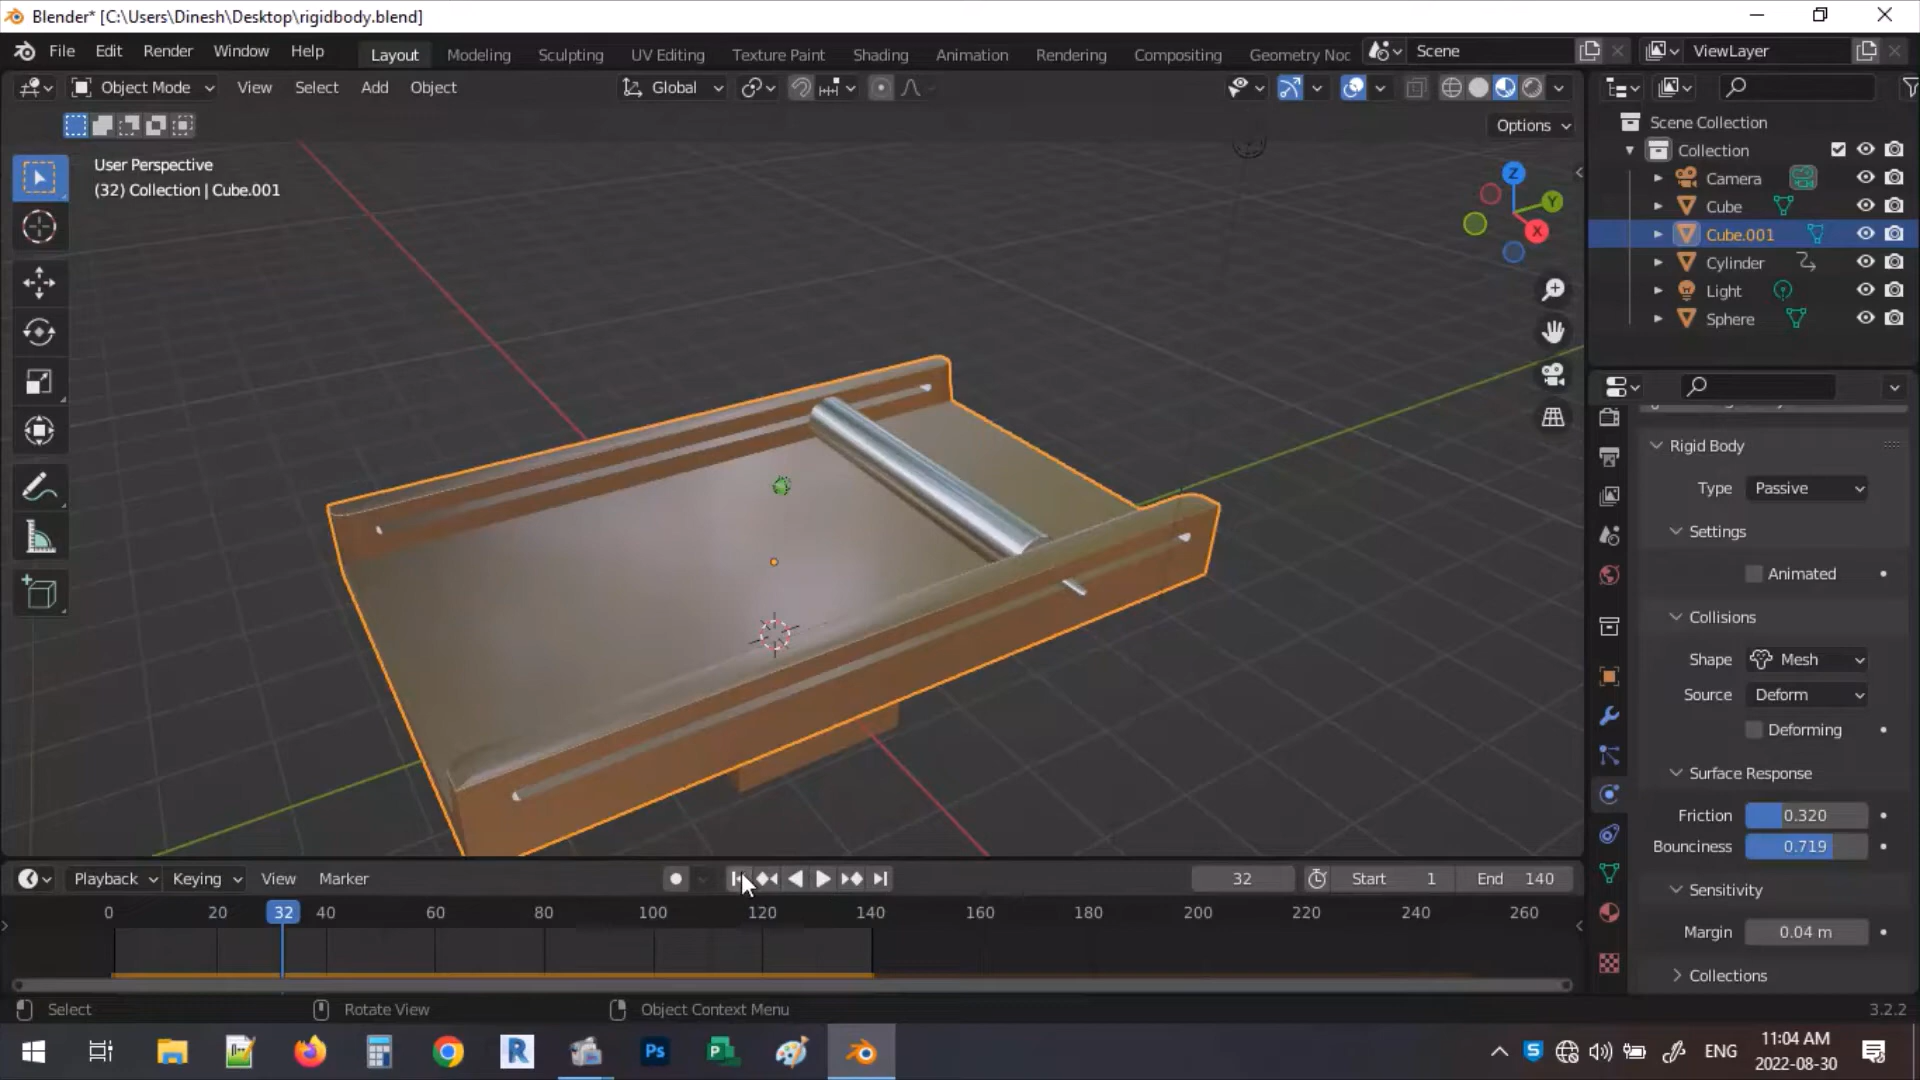 Blender* [C:\Users\Dinesh\Desktop\rigidbody.blend]
File Edit Render Window Help Layout Modeling Sculpting UV Editing Texture Paint Shading Animation Rendering Compositing Geometry Noc Scene ViewLayer
Object Mode View Select Add Object Global
Options
User Perspective
(32) Collection | Cube.001
Z
Y
X
Scene Collection
Collection
Camera
Cube
Cube.001
Cylinder
Light
Sphere
Rigid Body
Type Passive
Settings
Animated
Collisions
Shape Mesh
Source Deform
Deforming
Surface Response
Friction 0.320
Bounciness 0.719
Sensitivity
Margin 0.04 m
Collections
Playback Keying View Marker 32 Start 1 End 140
0 20 32 40 60 80 100 120 140 160 180 200 220 240 260
Select Rotate View Object Context Menu 3.2.2
R Ps P S ENG 11:04 AM
2022-08-30